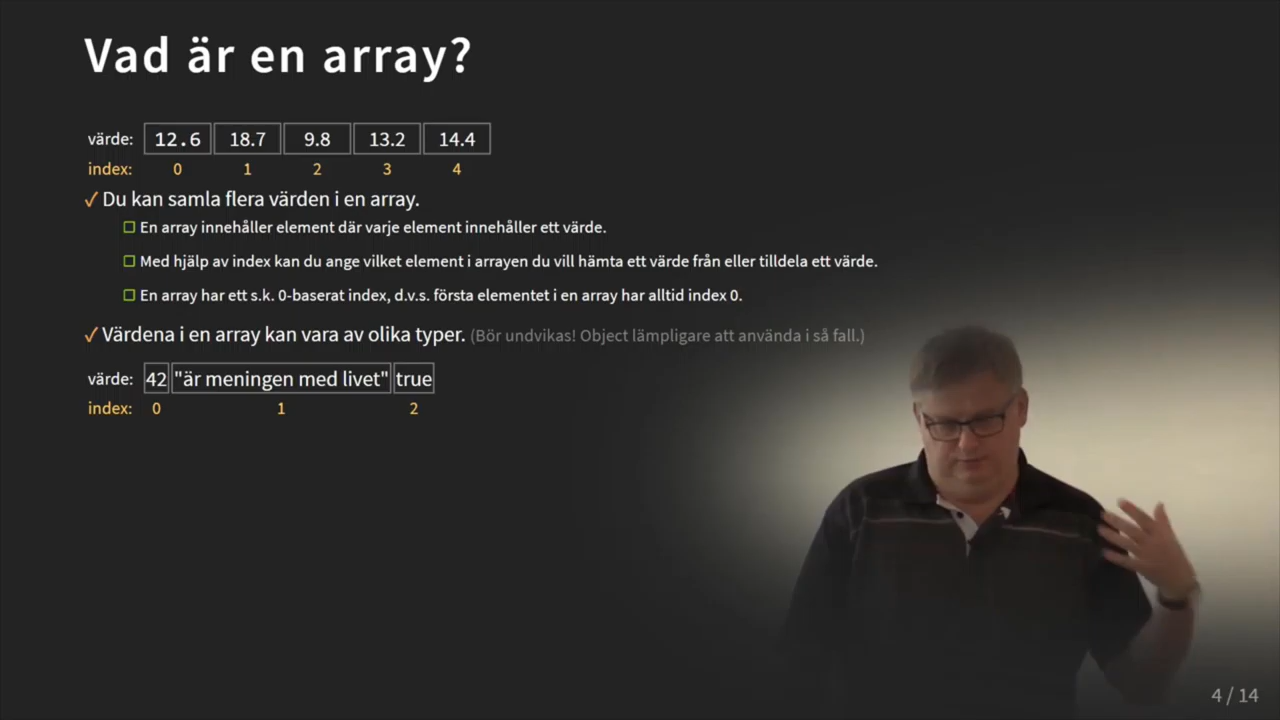 Vad är en array?
värde: 12.6 18.7 9.8 13.2 14.4
index: 0 1 2 3 4
✓ Du kan samla flera värden i en array.
En array innehåller element där varje element innehåller ett värde.
Med hjälp av index kan du ange vilket element i arrayen du vill hämta ett värde från eller tilldela ett värde.
En array har ett s.k. 0-baserat index, d.v.s. första elementet i en array har alltid index 0.
✓ Värdena i en array kan vara av olika typer. (Bör undvikas! Object lämpligare att använda i så fall.)
värde: 42 "är meningen med livet" true
index: 0 1 2
4 / 14